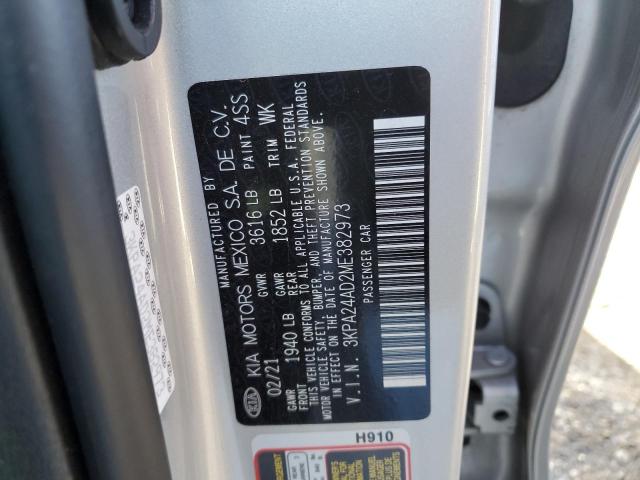 MANUFACTURED BY
KIA MOTORS MEXICO S.A. DE C.V.
02/21 GVWR 3616 LB PAINT 4SS
GAWR FRONT 1940 LB GAWR REAR 1852 LB TRIM WK
THIS VEHICLE CONFORMS TO ALL APPLICABLE U.S.A. FEDERAL
MOTOR VEHICLE SAFETY, BUMPER, AND THEFT PREVENTION STANDARDS
IN EFFECT ON THE DATE OF MANUFACTURE SHOWN ABOVE.
V.I.N. 3KPA24AD2ME382973
PASSENGER CAR
KIA
H910